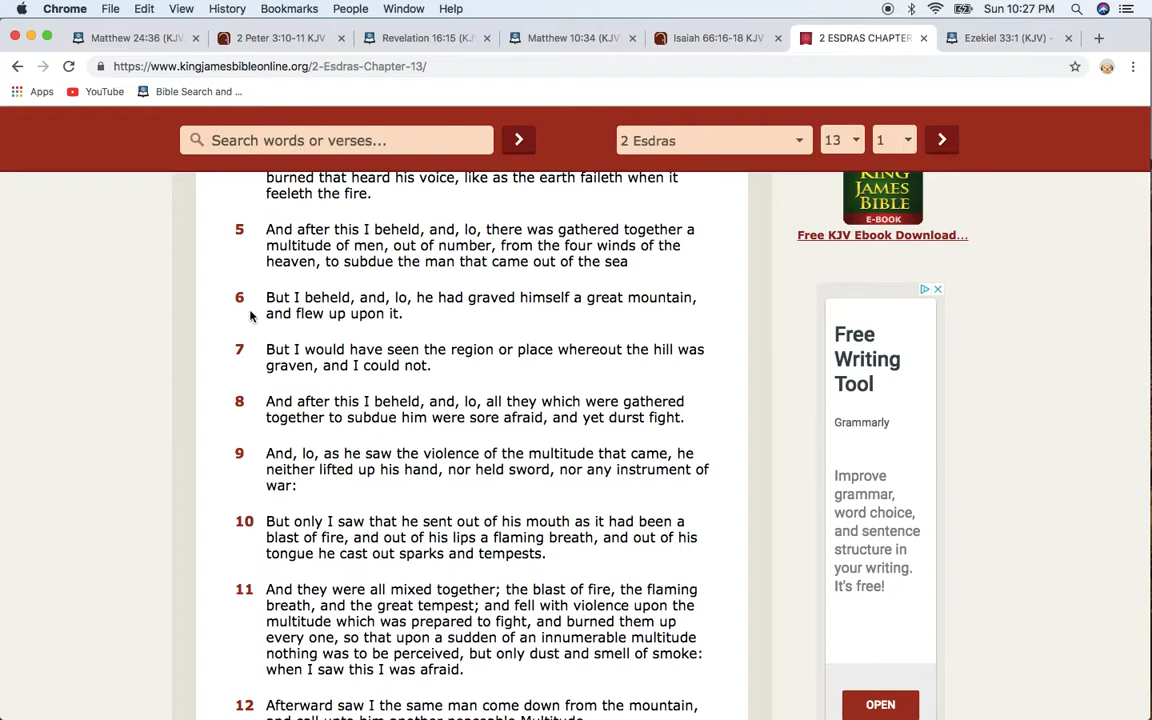 Chrome File Edit View History Bookmarks People Window Help Sun 10:27 PM
Matthew 24:36 (KJV 2 Peter 3:10-11 KJV Revelation 16:15 (KJV Matthew 10:34 (KJV Isaiah 66:16-18 KJV 2 ESDRAS CHAPTER Ezekiel 33:1 (KJV) -
https://www.kingjamesbibleonline.org/2-Esdras-Chapter-13/
Apps YouTube Bible Search and ...
Search words or verses... 2 Esdras 13 1
burned that heard his voice, like as the earth faileth when it
feeleth the fire.
5 And after this I beheld, and, lo, there was gathered together a
multitude of men, out of number, from the four winds of the
heaven, to subdue the man that came out of the sea
6 But I beheld, and, lo, he had graved himself a great mountain,
and flew up upon it.
7 But I would have seen the region or place whereout the hill was
graven, and I could not.
8 And after this I beheld, and, lo, all they which were gathered
together to subdue him were sore afraid, and yet durst fight.
9 And, lo, as he saw the violence of the multitude that came, he
neither lifted up his hand, nor held sword, nor any instrument of
war:
10 But only I saw that he sent out of his mouth as it had been a
blast of fire, and out of his lips a flaming breath, and out of his
tongue he cast out sparks and tempests.
11 And they were all mixed together; the blast of fire, the flaming
breath, and the great tempest; and fell with violence upon the
multitude which was prepared to fight, and burned them up
every one, so that upon a sudden of an innumerable multitude
nothing was to be perceived, but only dust and smell of smoke:
when I saw this I was afraid.
12 Afterward saw I the same man come down from the mountain,
and call unto him another peaceable Multitude.
KING
JAMES
BIBLE
E-BOOK
Free KJV Ebook Download...
Free
Writing
Tool
Grammarly
Improve
grammar,
word choice,
and sentence
structure in
your writing.
It's free!
OPEN